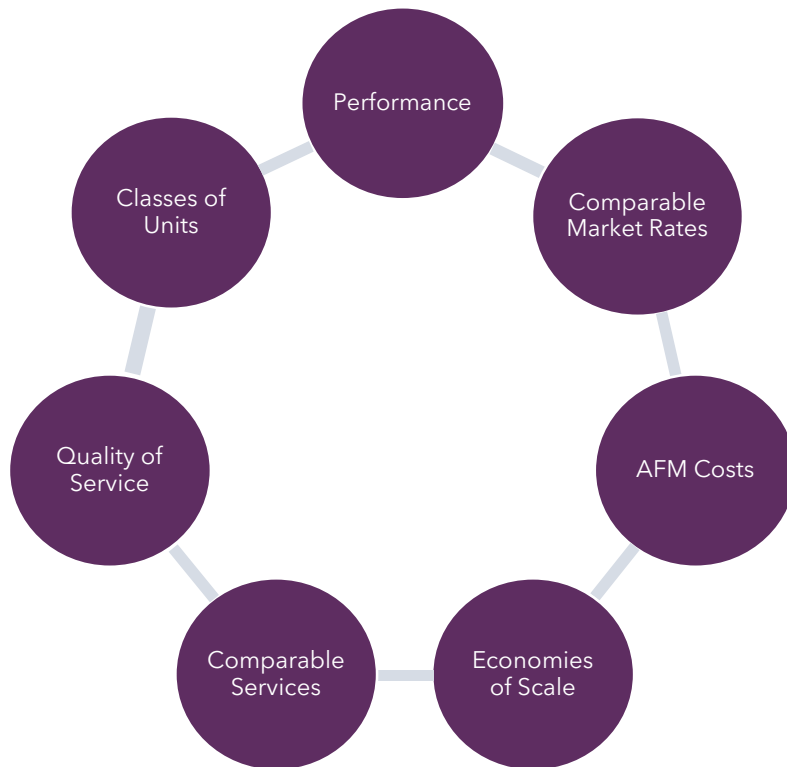 Performance
Comparable
Market Rates
AFM Costs
Economies
of Scale
Comparable
Services
Quality of
Service
Classes of
Units